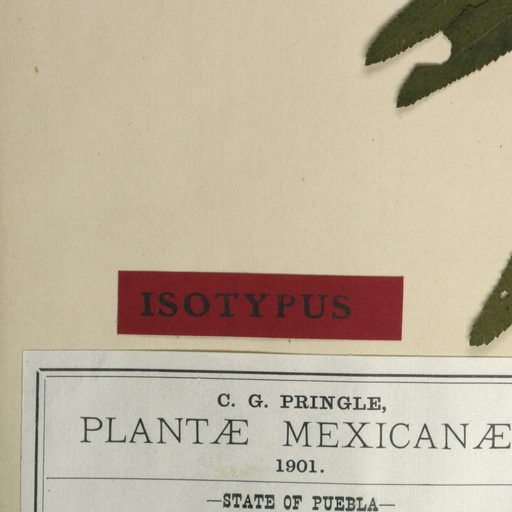 ISOTYPUS
C. G. PRINGLE,
PLANTÆ MEXICANÆ
1901.
—STATE OF PUEBLA—